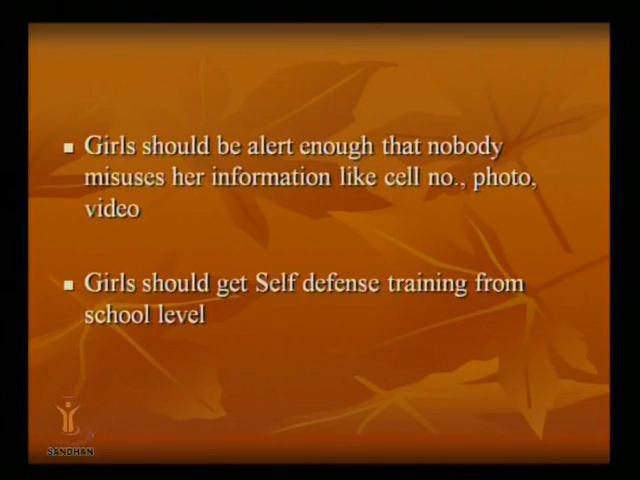 Girls should be alert enough that nobody
misuses her information like cell no., photo,
video
Girls should get Self defense training from
school level
SANDHAN